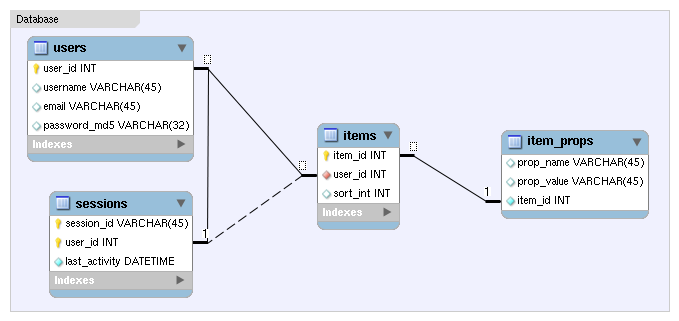 Database
users
user_id INT
username VARCHAR(45)
email VARCHAR(45)
password_md5 VARCHAR(32)
Indexes
sessions
session_id VARCHAR(45)
user_id INT
last_activity DATETIME
Indexes
1
items
item_id INT
user_id INT
sort_int INT
Indexes
1
item_props
prop_name VARCHAR(45)
prop_value VARCHAR(45)
item_id INT